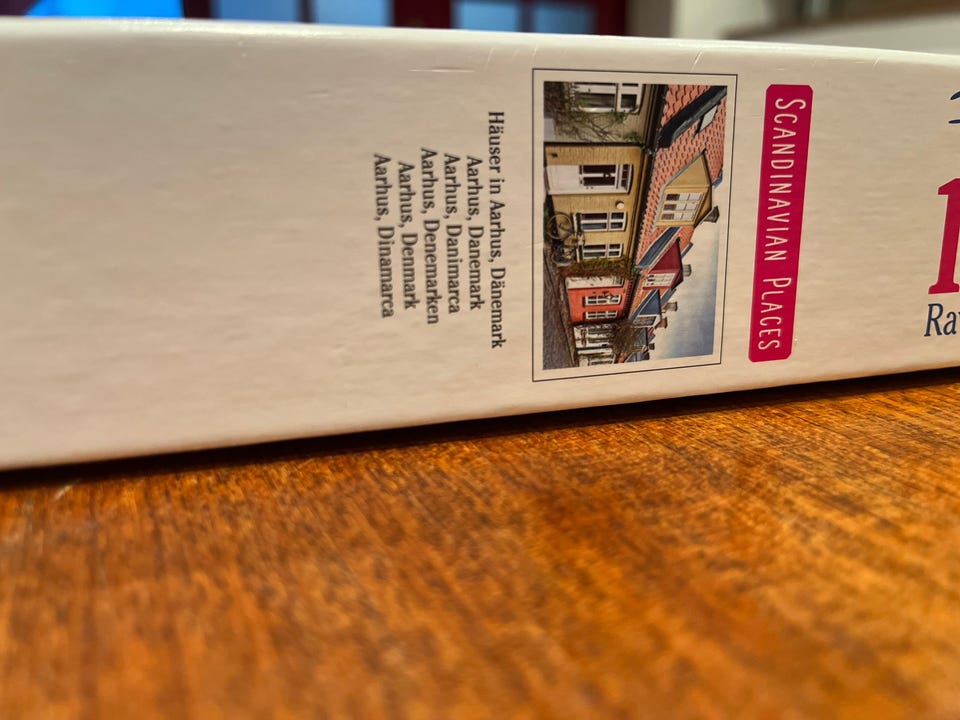 SCANDINAVIAN PLACES
Häuser in Aarhus, Dänemark
Aarhus, Danemark
Aarhus, Danimarca
Aarhus, Denemarken
Aarhus, Denmark
Aarhus, Dinamarca